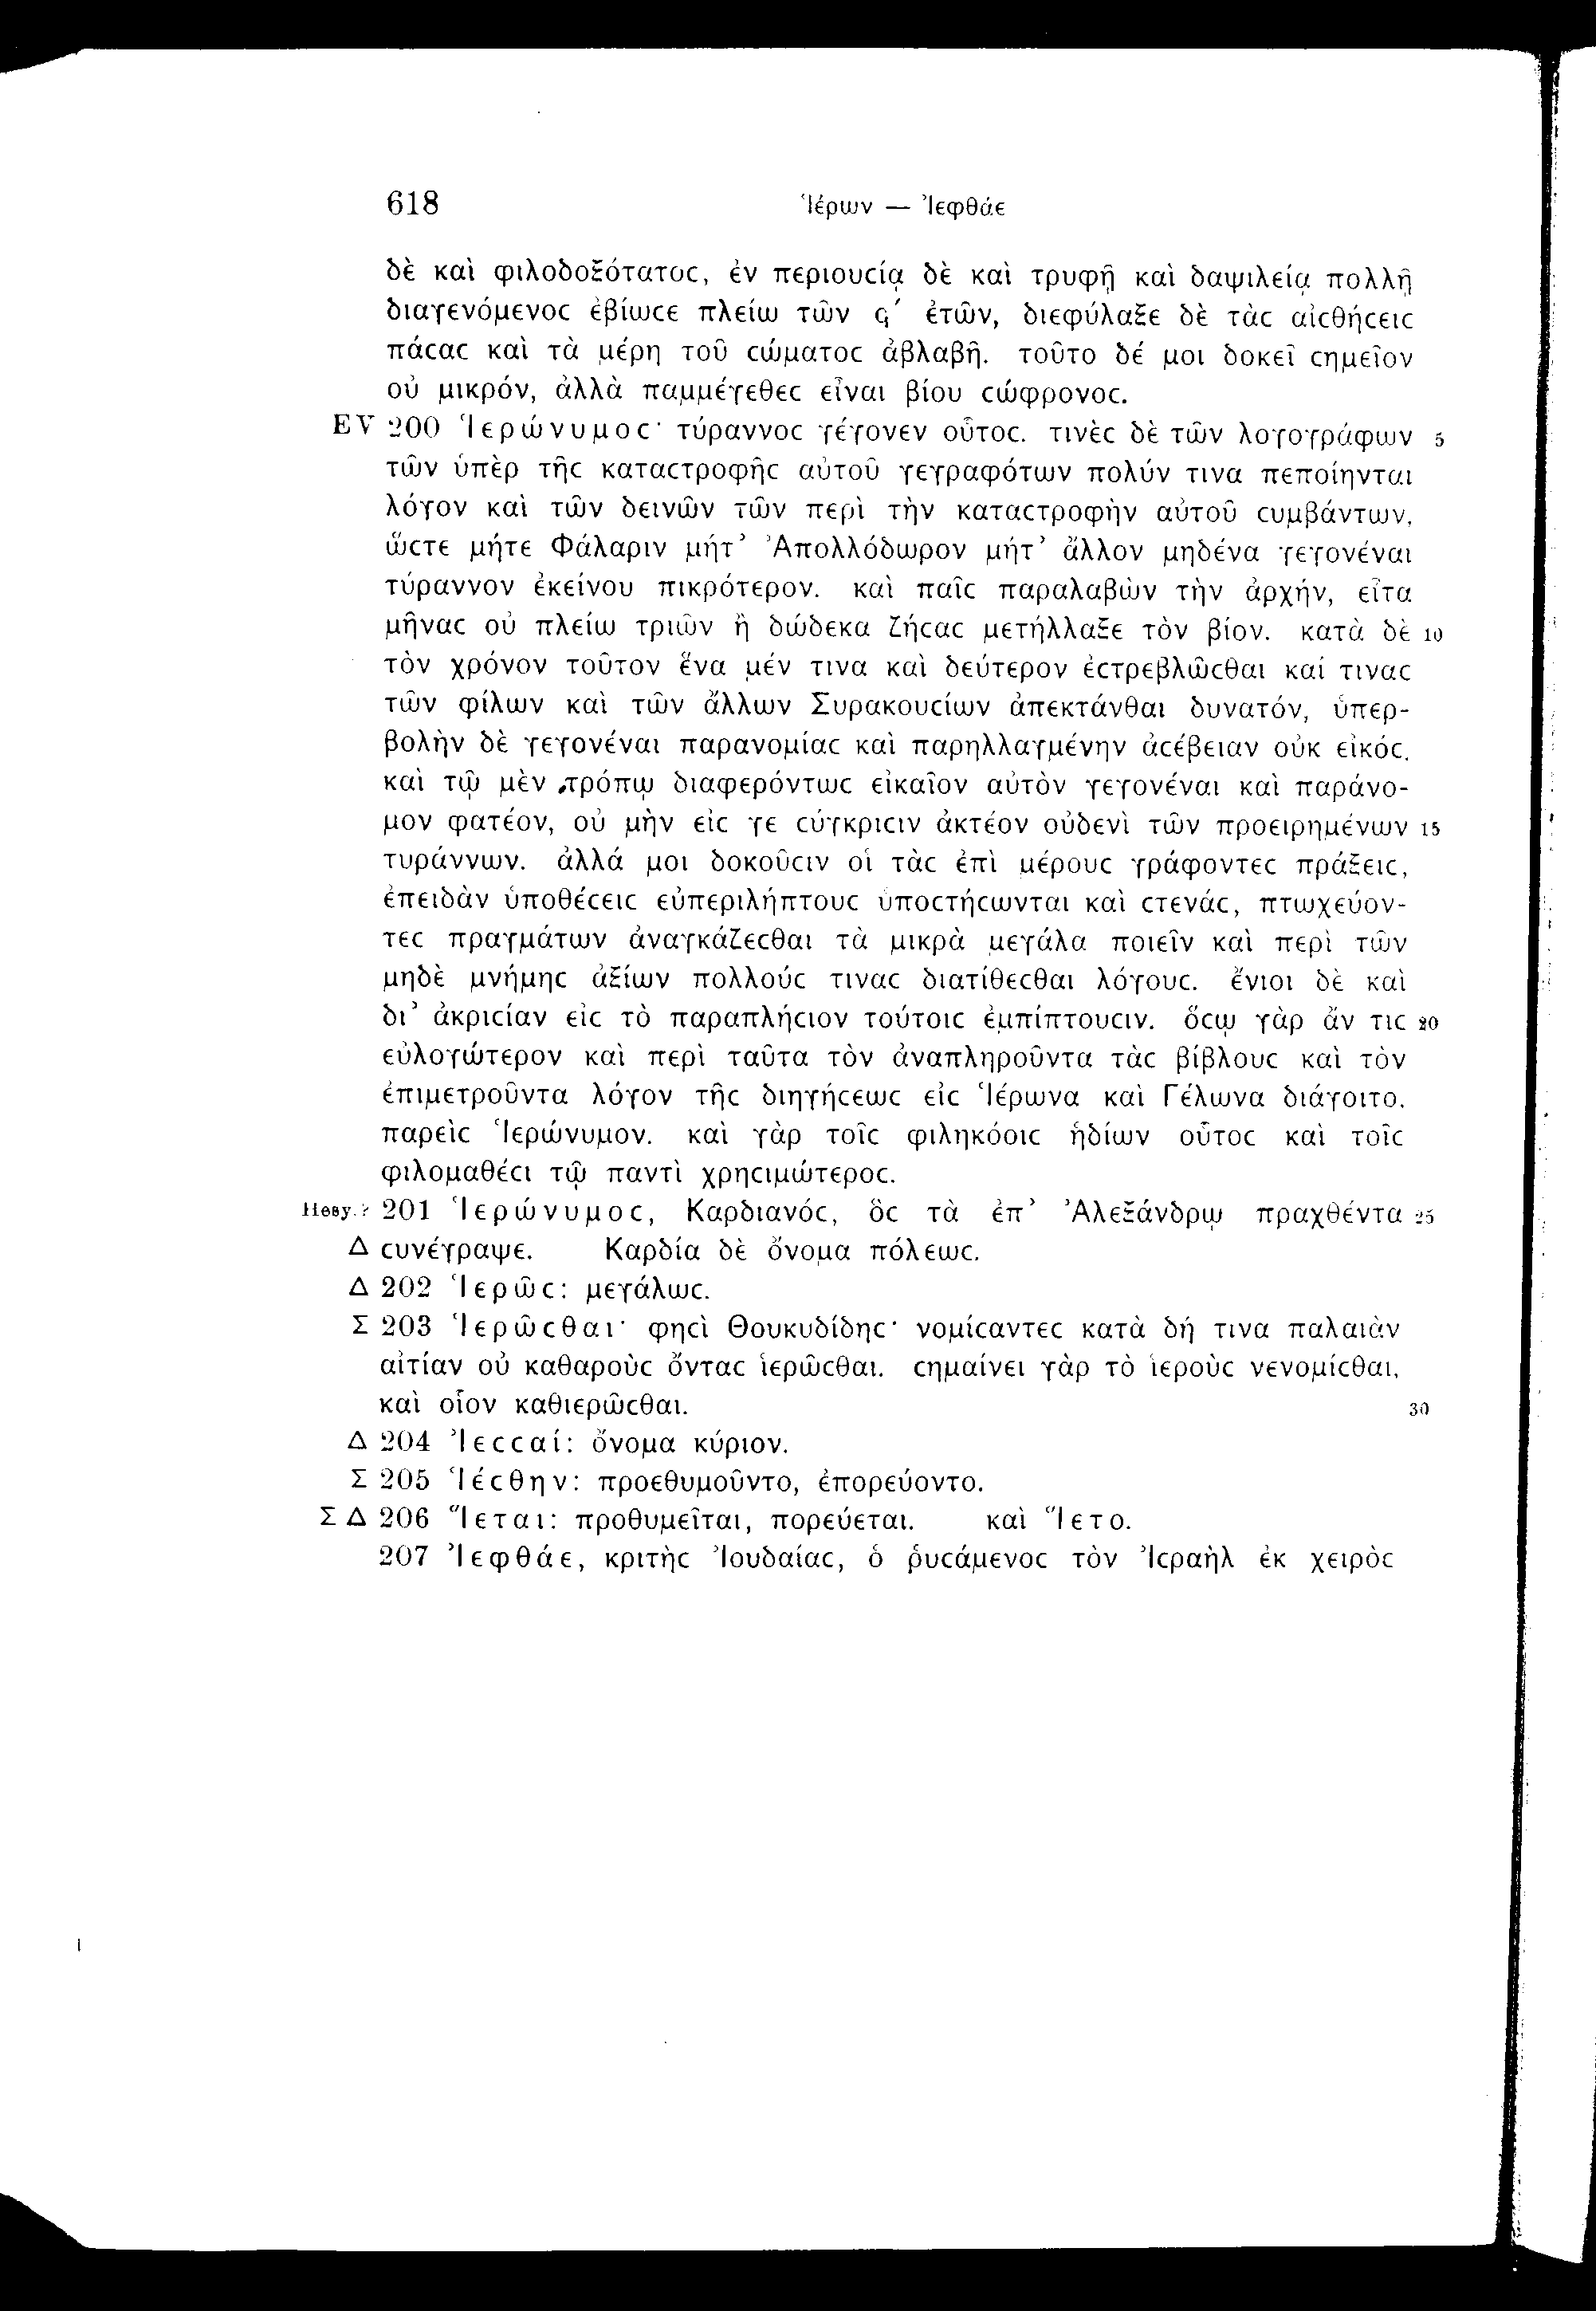 618 Ἱέρων — Ἰεφθάε
δὲ καὶ φιλοδοξότατοϲ, ἐν περιουϲίᾳ δὲ καὶ τρυφῇ καὶ δαψιλείᾳ πολλῇ
διαγενόμενοϲ ἐβίωϲε πλείω τῶν ϟʹ ἐτῶν, διεφύλαξε δὲ τὰϲ αἰϲθήϲειϲ
πάϲαϲ καὶ τὰ μέρη τοῦ ϲώματοϲ ἀβλαβῆ. τοῦτο δέ μοι δοκεῖ ϲημεῖον
οὐ μικρόν, ἀλλὰ παμμέγεθεϲ εἶναι βίου ϲώφρονοϲ.
EV 200 Ἱερώνυμοϲ· τύραννοϲ γέγονεν οὗτοϲ. τινὲϲ δὲ τῶν λογογράφων 5
τῶν ὑπὲρ τῆϲ καταϲτροφῆϲ αὐτοῦ γεγραφότων πολύν τινα πεποίηνται
λόγον καὶ τῶν δεινῶν τῶν περὶ τὴν καταϲτροφὴν αὐτοῦ ϲυμβάντων,
ὥϲτε μήτε Φάλαριν μήτ’ Ἀπολλόδωρον μήτ’ ἄλλον μηδένα γεγονέναι
τύραννον ἐκείνου πικρότερον. καὶ παῖϲ παραλαβὼν τὴν ἀρχήν, εἶτα
μῆναϲ οὐ πλείω τριῶν ἢ δώδεκα ζήϲαϲ μετήλλαξε τὸν βίον. κατὰ δὲ 10
τὸν χρόνον τοῦτον ἕνα μέν τινα καὶ δεύτερον ἐϲτρεβλῶϲθαι καί τιναϲ
τῶν φίλων καὶ τῶν ἄλλων Συρακουϲίων ἀπεκτάνθαι δυνατόν, ὑπερ-
βολὴν δὲ γεγονέναι παρανομίαϲ καὶ παρηλλαγμένην ἀϲέβειαν οὐκ εἰκόϲ.
καὶ τῷ μὲν τρόπῳ διαφερόντωϲ εἰκαῖον αὐτὸν γεγονέναι καὶ παράνο-
μον φατέον, οὐ μὴν εἰϲ γε ϲύγκριϲιν ἀκτέον οὐδενὶ τῶν προειρημένων 15
τυράννων. ἀλλά μοι δοκοῦϲιν οἱ τὰϲ ἐπὶ μέρουϲ γράφοντεϲ πράξειϲ,
ἐπειδὰν ὑποθέϲειϲ εὐπεριλήπτουϲ ὑποϲτήϲωνται καὶ ϲτενάϲ, πτωχεύον-
τεϲ πραγμάτων ἀναγκάζεϲθαι τὰ μικρὰ μεγάλα ποιεῖν καὶ περὶ τῶν
μηδὲ μνήμηϲ ἀξίων πολλούϲ τιναϲ διατίθεϲθαι λόγουϲ. ἔνιοι δὲ καὶ
δι’ ἀκριϲίαν εἰϲ τὸ παραπλήϲιον τούτοιϲ ἐμπίπτουϲιν. ὅϲῳ γὰρ ἄν τιϲ 20
εὐλογώτερον καὶ περὶ ταῦτα τὸν ἀναπληροῦντα τὰϲ βίβλουϲ καὶ τὸν
ἐπιμετροῦντα λόγον τῆϲ διηγήϲεωϲ εἰϲ Ἱέρωνα καὶ Γέλωνα διάγοιτο,
παρεὶϲ Ἱερώνυμον. καὶ γὰρ τοῖϲ φιληκόοιϲ ἡδίων οὗτοϲ καὶ τοῖϲ
φιλομαθέϲι τῷ παντὶ χρηϲιμώτεροϲ.
Hesy.? 201 Ἱερώνυμοϲ, Καρδιανόϲ, ὃϲ τὰ ἐπ’ Ἀλεξάνδρῳ πραχθέντα 25
Δ ϲυνέγραψε. Καρδία δὲ ὄνομα πόλεωϲ.
Δ 202 Ἱερῶϲ: μεγάλωϲ.
Σ 203 Ἱερῶϲθαι· φηϲὶ Θουκυδίδηϲ· νομίϲαντεϲ κατὰ δή τινα παλαιὰν
αἰτίαν οὐ καθαροὺϲ ὄνταϲ ἱερῶϲθαι. ϲημαίνει γὰρ τὸ ἱεροὺϲ νενομίϲθαι,
καὶ οἷον καθιερῶϲθαι. 30
Δ 204 Ἰεϲϲαί: ὄνομα κύριον.
Σ 205 Ἱέϲθην: προεθυμοῦντο, ἐπορεύοντο.
Σ Δ 206 Ἵεται: προθυμεῖται, πορεύεται. καὶ Ἵετο.
207 Ἰεφθάε, κριτὴϲ Ἰουδαίαϲ, ὁ ῥυϲάμενοϲ τὸν Ἰϲραὴλ ἐκ χειρὸϲ